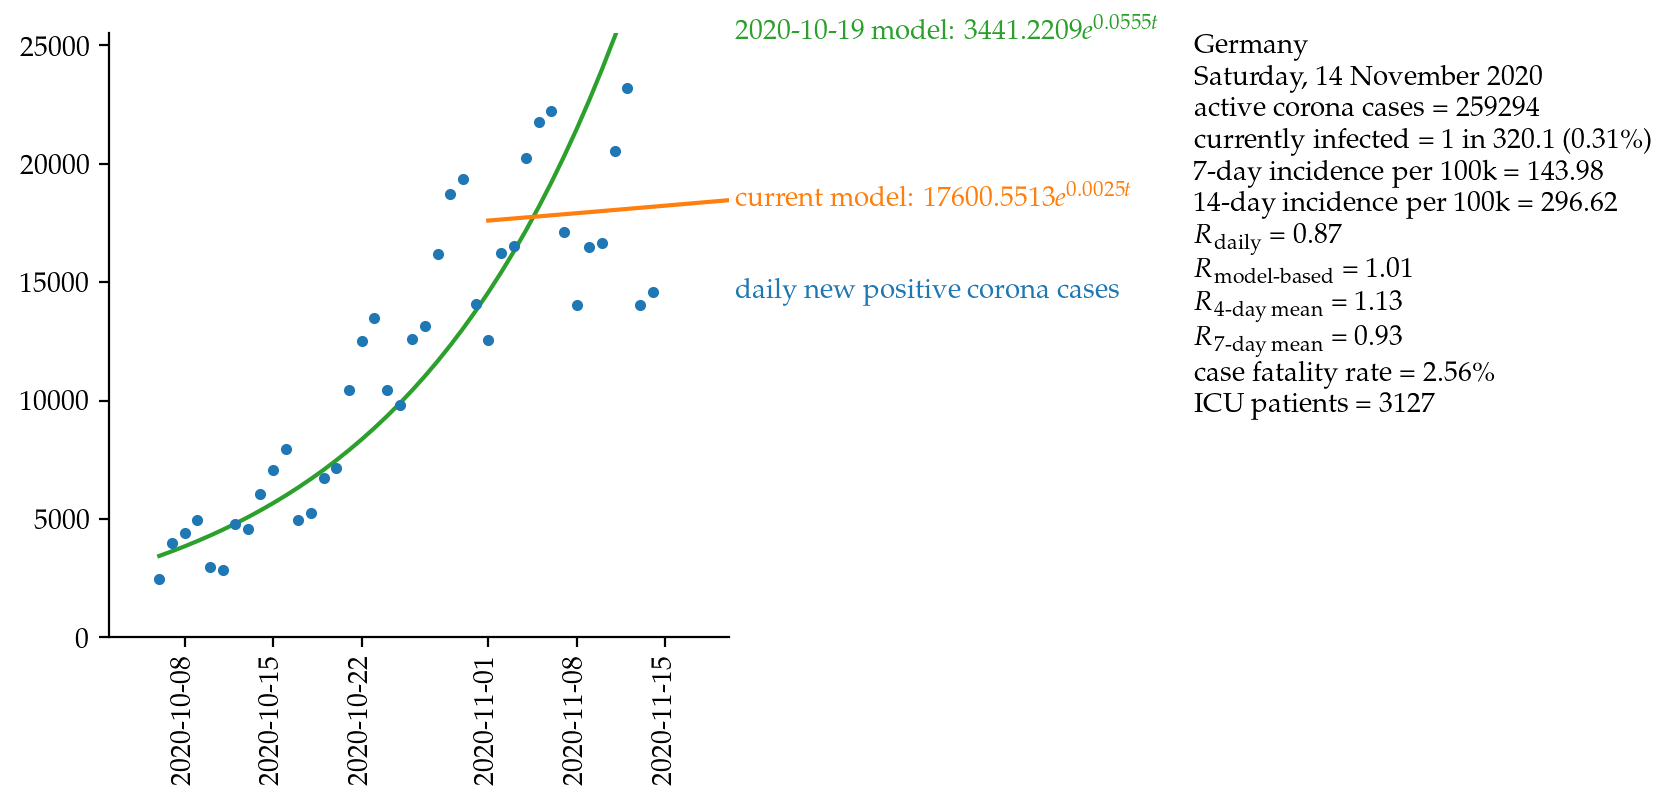 25000
20000
15000
10000
5000
0
2020-10-08
2020-10-15
2020-10-22
2020-11-01
2020-11-08
2020-11-15
2020-10-19 model: 3441.2209e^0.0555t
current model: 17600.5513e^0.0025t
daily new positive corona cases
Germany
Saturday, 14 November 2020
active corona cases = 259294
currently infected = 1 in 320.1 (0.31%)
7-day incidence per 100k = 143.98
14-day incidence per 100k = 296.62
R daily = 0.87
R model-based = 1.01
R 4-day mean = 1.13
R 7-day mean = 0.93
case fatality rate = 2.56%
ICU patients = 3127